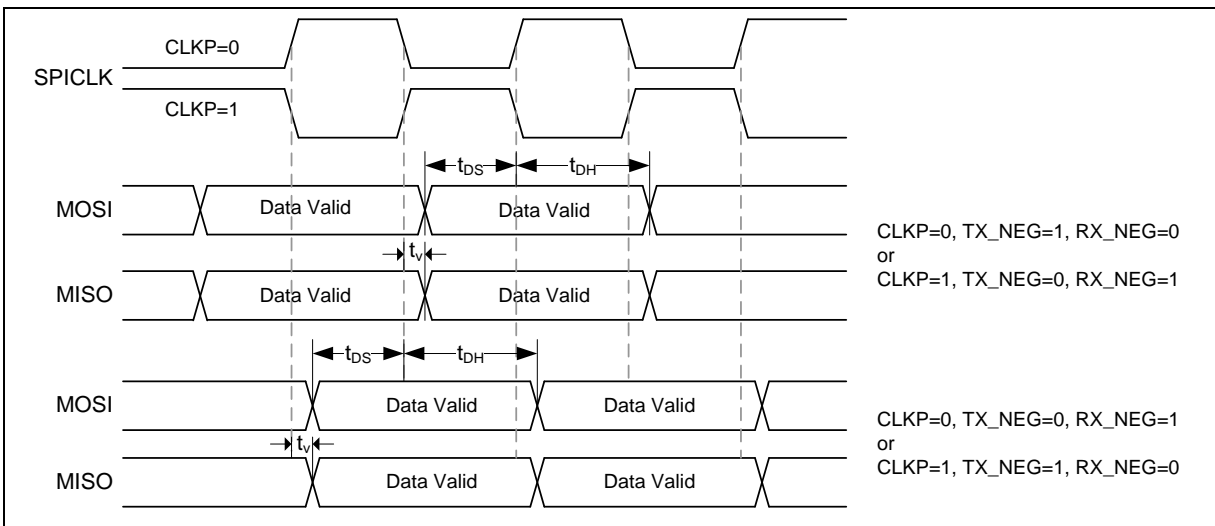 CLKP=0
SPICLK
CLKP=1
tDS tDH
MOSI Data Valid Data Valid
tv
MISO Data Valid Data Valid
CLKP=0, TX_NEG=1, RX_NEG=0
or
CLKP=1, TX_NEG=0, RX_NEG=1
tDS tDH
MOSI Data Valid Data Valid
tv
MISO Data Valid Data Valid
CLKP=0, TX_NEG=0, RX_NEG=1
or
CLKP=1, TX_NEG=1, RX_NEG=0